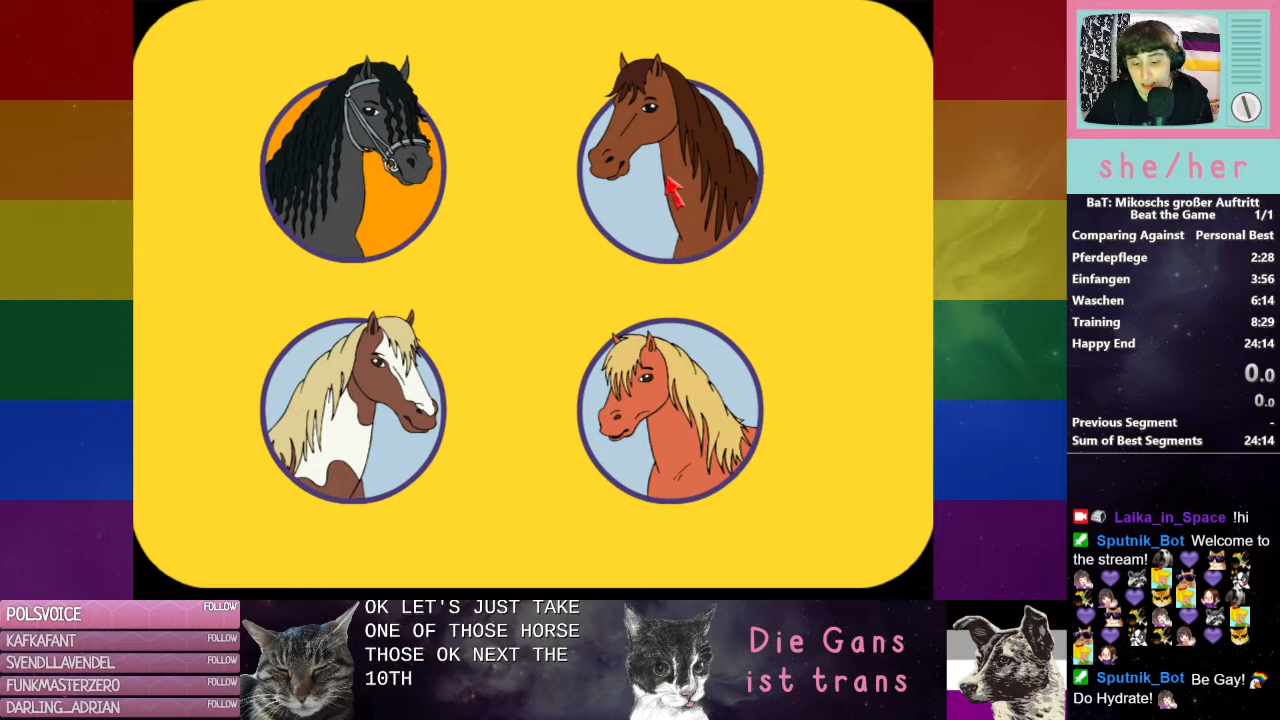 she/her
BaT: Mikoschs großer Auftritt
Beat the Game 1/1
Comparing Against Personal Best
Pferdepflege 2:28
Einfangen 3:56
Waschen 6:14
Training 8:29
Happy End 24:14
0.0
0.0
Previous Segment -
Sum of Best Segments 24:14
Laika_in_Space !hi
Sputnik_Bot Welcome to
the stream!
Sputnik_Bot Be Gay!
Do Hydrate!
POLSVOICE FOLLOW
KAFKAFANT FOLLOW
SVENDLLAVENDEL FOLLOW
FUNKMASTERZERO FOLLOW
DARLING_ADRIAN FOLLOW
OK LET'S JUST TAKE
ONE OF THOSE HORSE
THOSE OK NEXT THE
10TH
Die Gans
ist trans